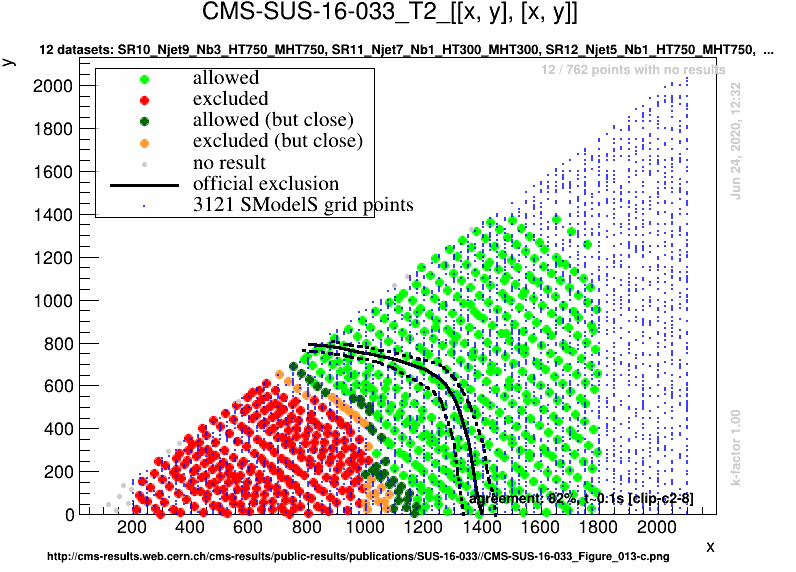 CMS-SUS-16-033_T2_[[x, y], [x, y]]
12 datasets: SR10_Njet9_Nb3_HT750_MHT750, SR11_Njet7_Nb1_HT300_MHT300, SR12_Njet5_Nb1_HT750_MHT750, ...
y
12 / 762 points with no results
allowed
excluded
allowed (but close)
excluded (but close)
no result
official exclusion
3121 SModelS grid points
Jun 24, 2020, 12:32
k-factor 1.00
2000
1800
1600
1400
1200
1000
800
600
400
200
0
agreement: 82%, t~0.1s [clip-c2-8]
200 400 600 800 1000 1200 1400 1600 1800 2000
x
http://cms-results.web.cern.ch/cms-results/public-results/publications/SUS-16-033//CMS-SUS-16-033_Figure_013-c.png